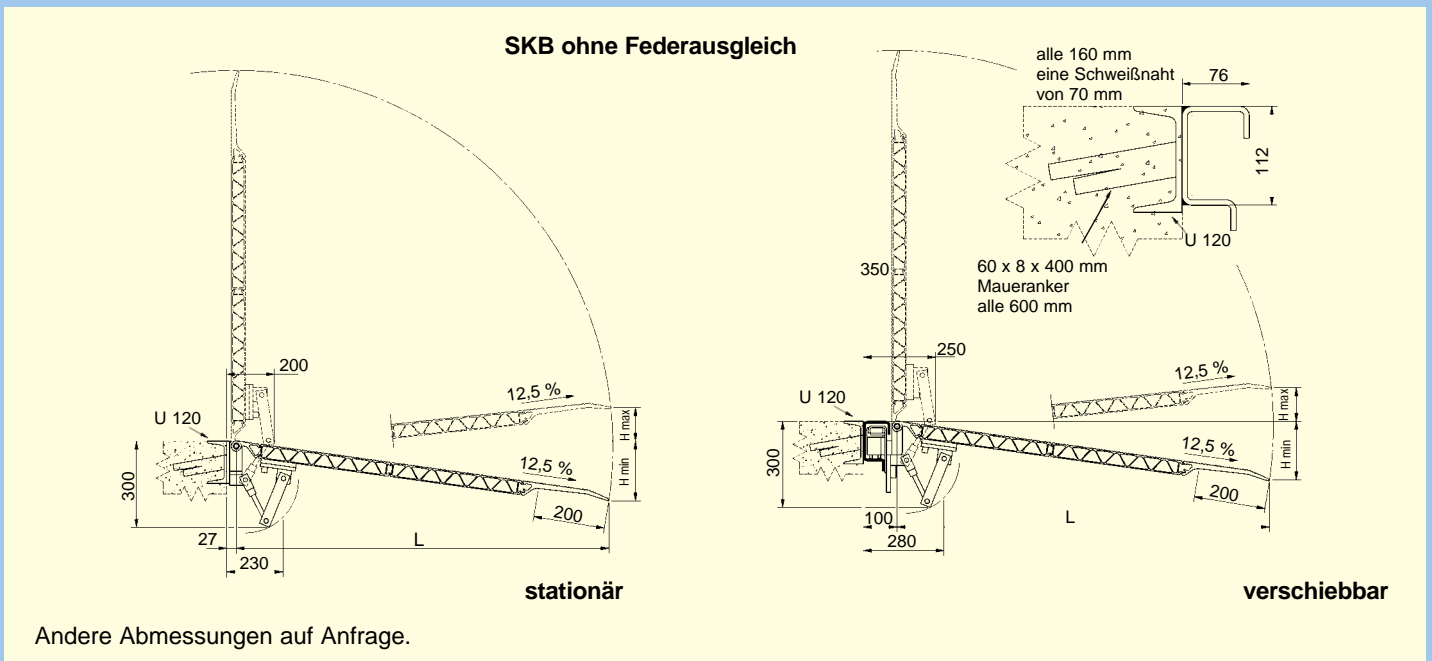 SKB ohne Federausgleich
alle 160 mm
eine Schweißnaht
von 70 mm
76
112
U 120
60 x 8 x 400 mm
Maueranker
alle 600 mm
200
U 120
12,5 %
H max
12,5 %
H min
300
200
27
L
230
stationär
350
250
U 120
12,5 %
H max
12,5 %
H min
300
200
100
L
280
verschiebbar
Andere Abmessungen auf Anfrage.